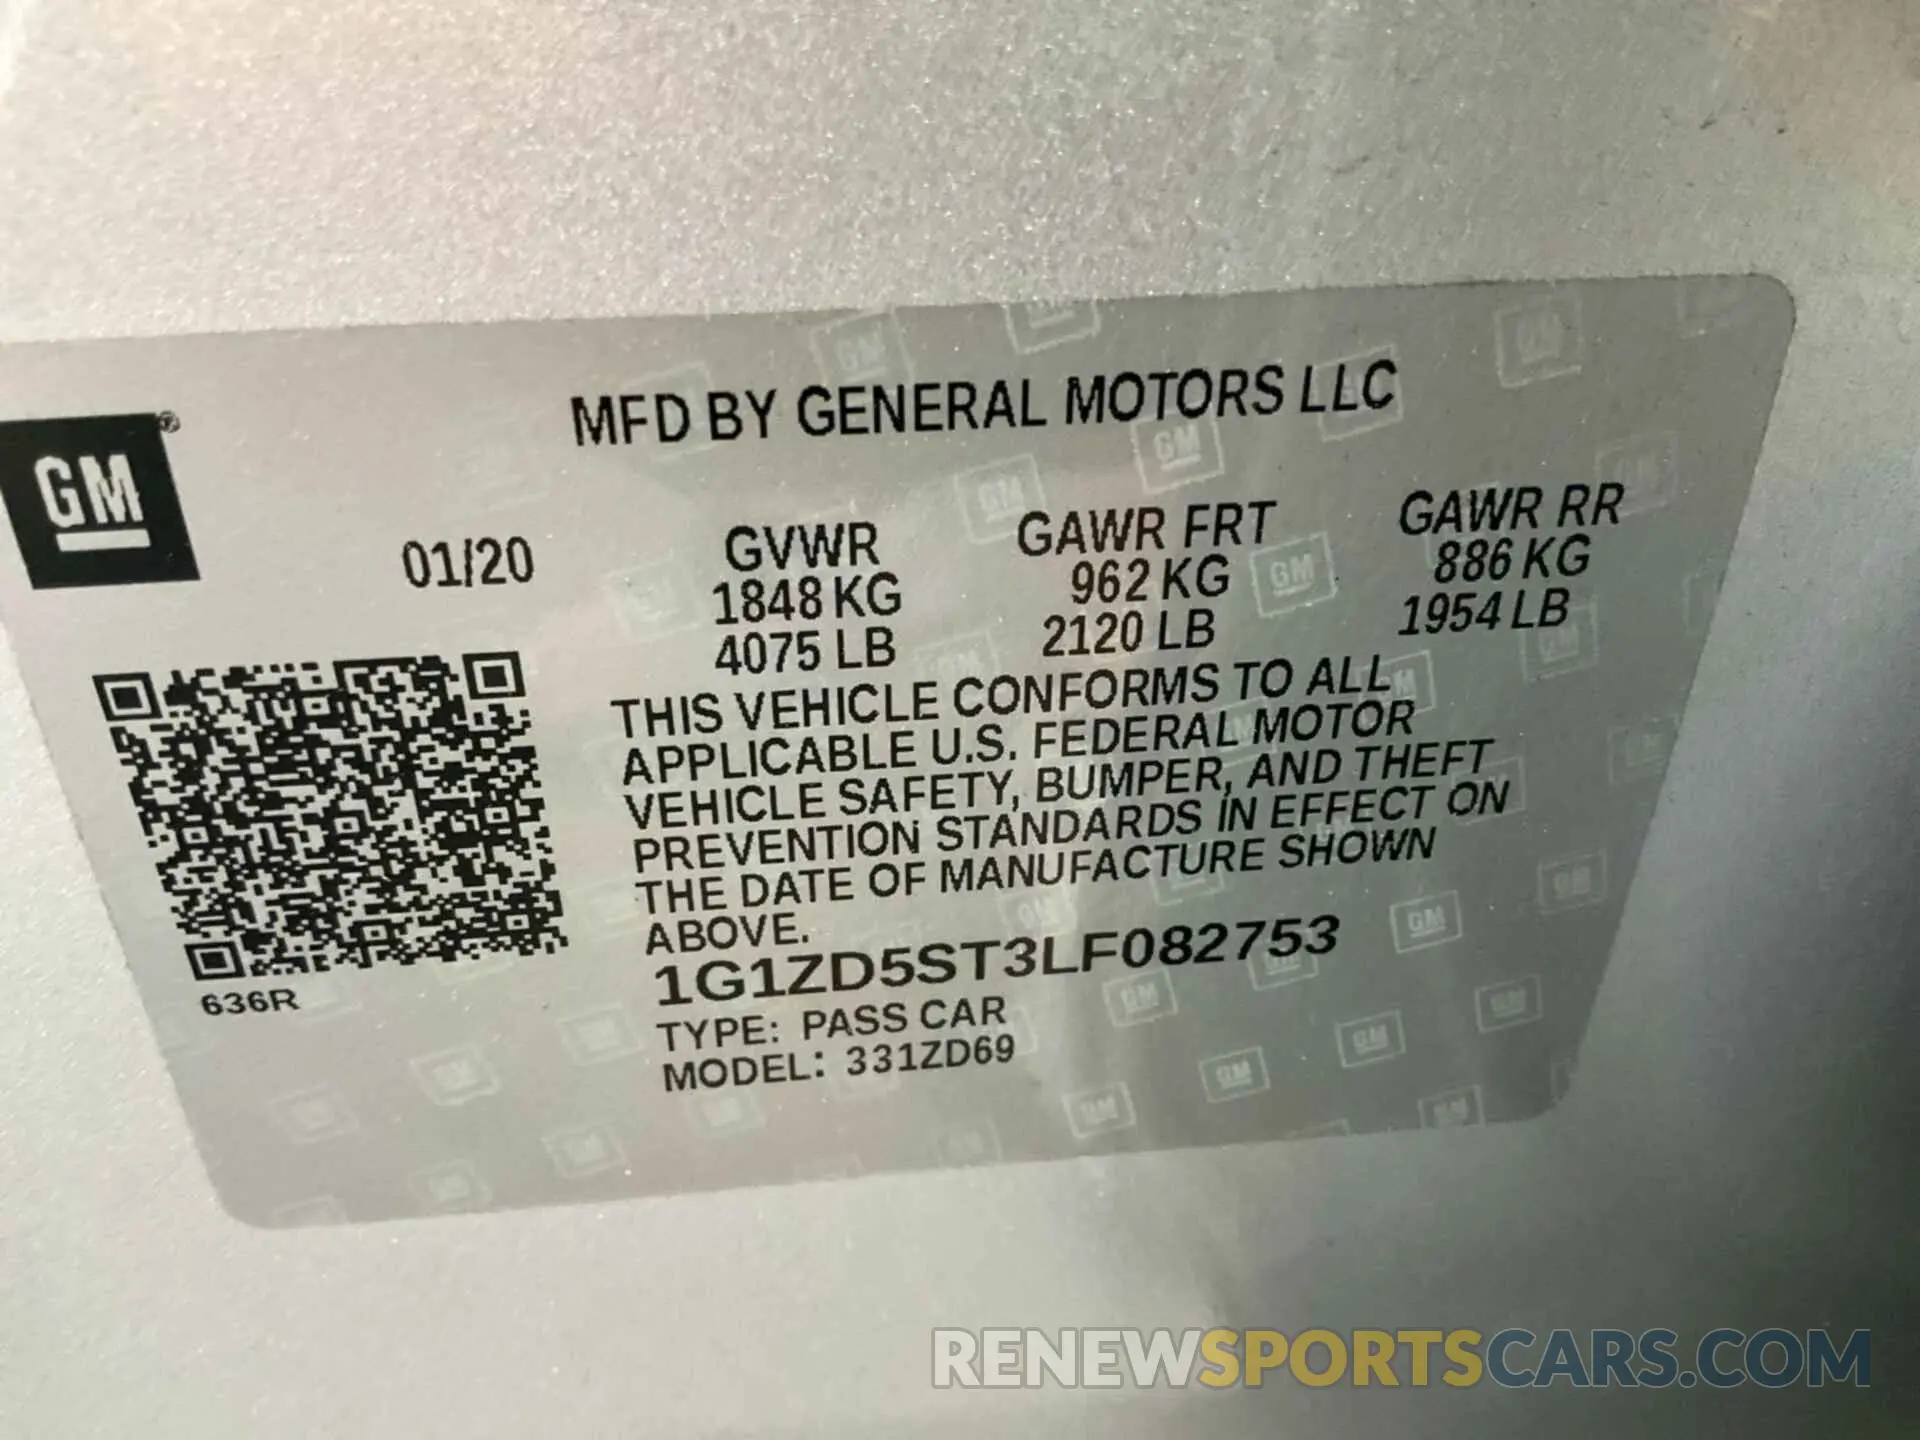 MFD BY GENERAL MOTORS LLC
GM®
01/20
GVWR GAWR FRT GAWR RR
1848 KG 962 KG 886 KG
4075 LB 2120 LB 1954 LB
THIS VEHICLE CONFORMS TO ALL
APPLICABLE U.S. FEDERAL MOTOR
VEHICLE SAFETY, BUMPER, AND THEFT
PREVENTION STANDARDS IN EFFECT ON
THE DATE OF MANUFACTURE SHOWN
ABOVE.
1G1ZD5ST3LF082753
636R
TYPE: PASS CAR
MODEL: 331ZD69
RENEWSPORTSCARS.COM